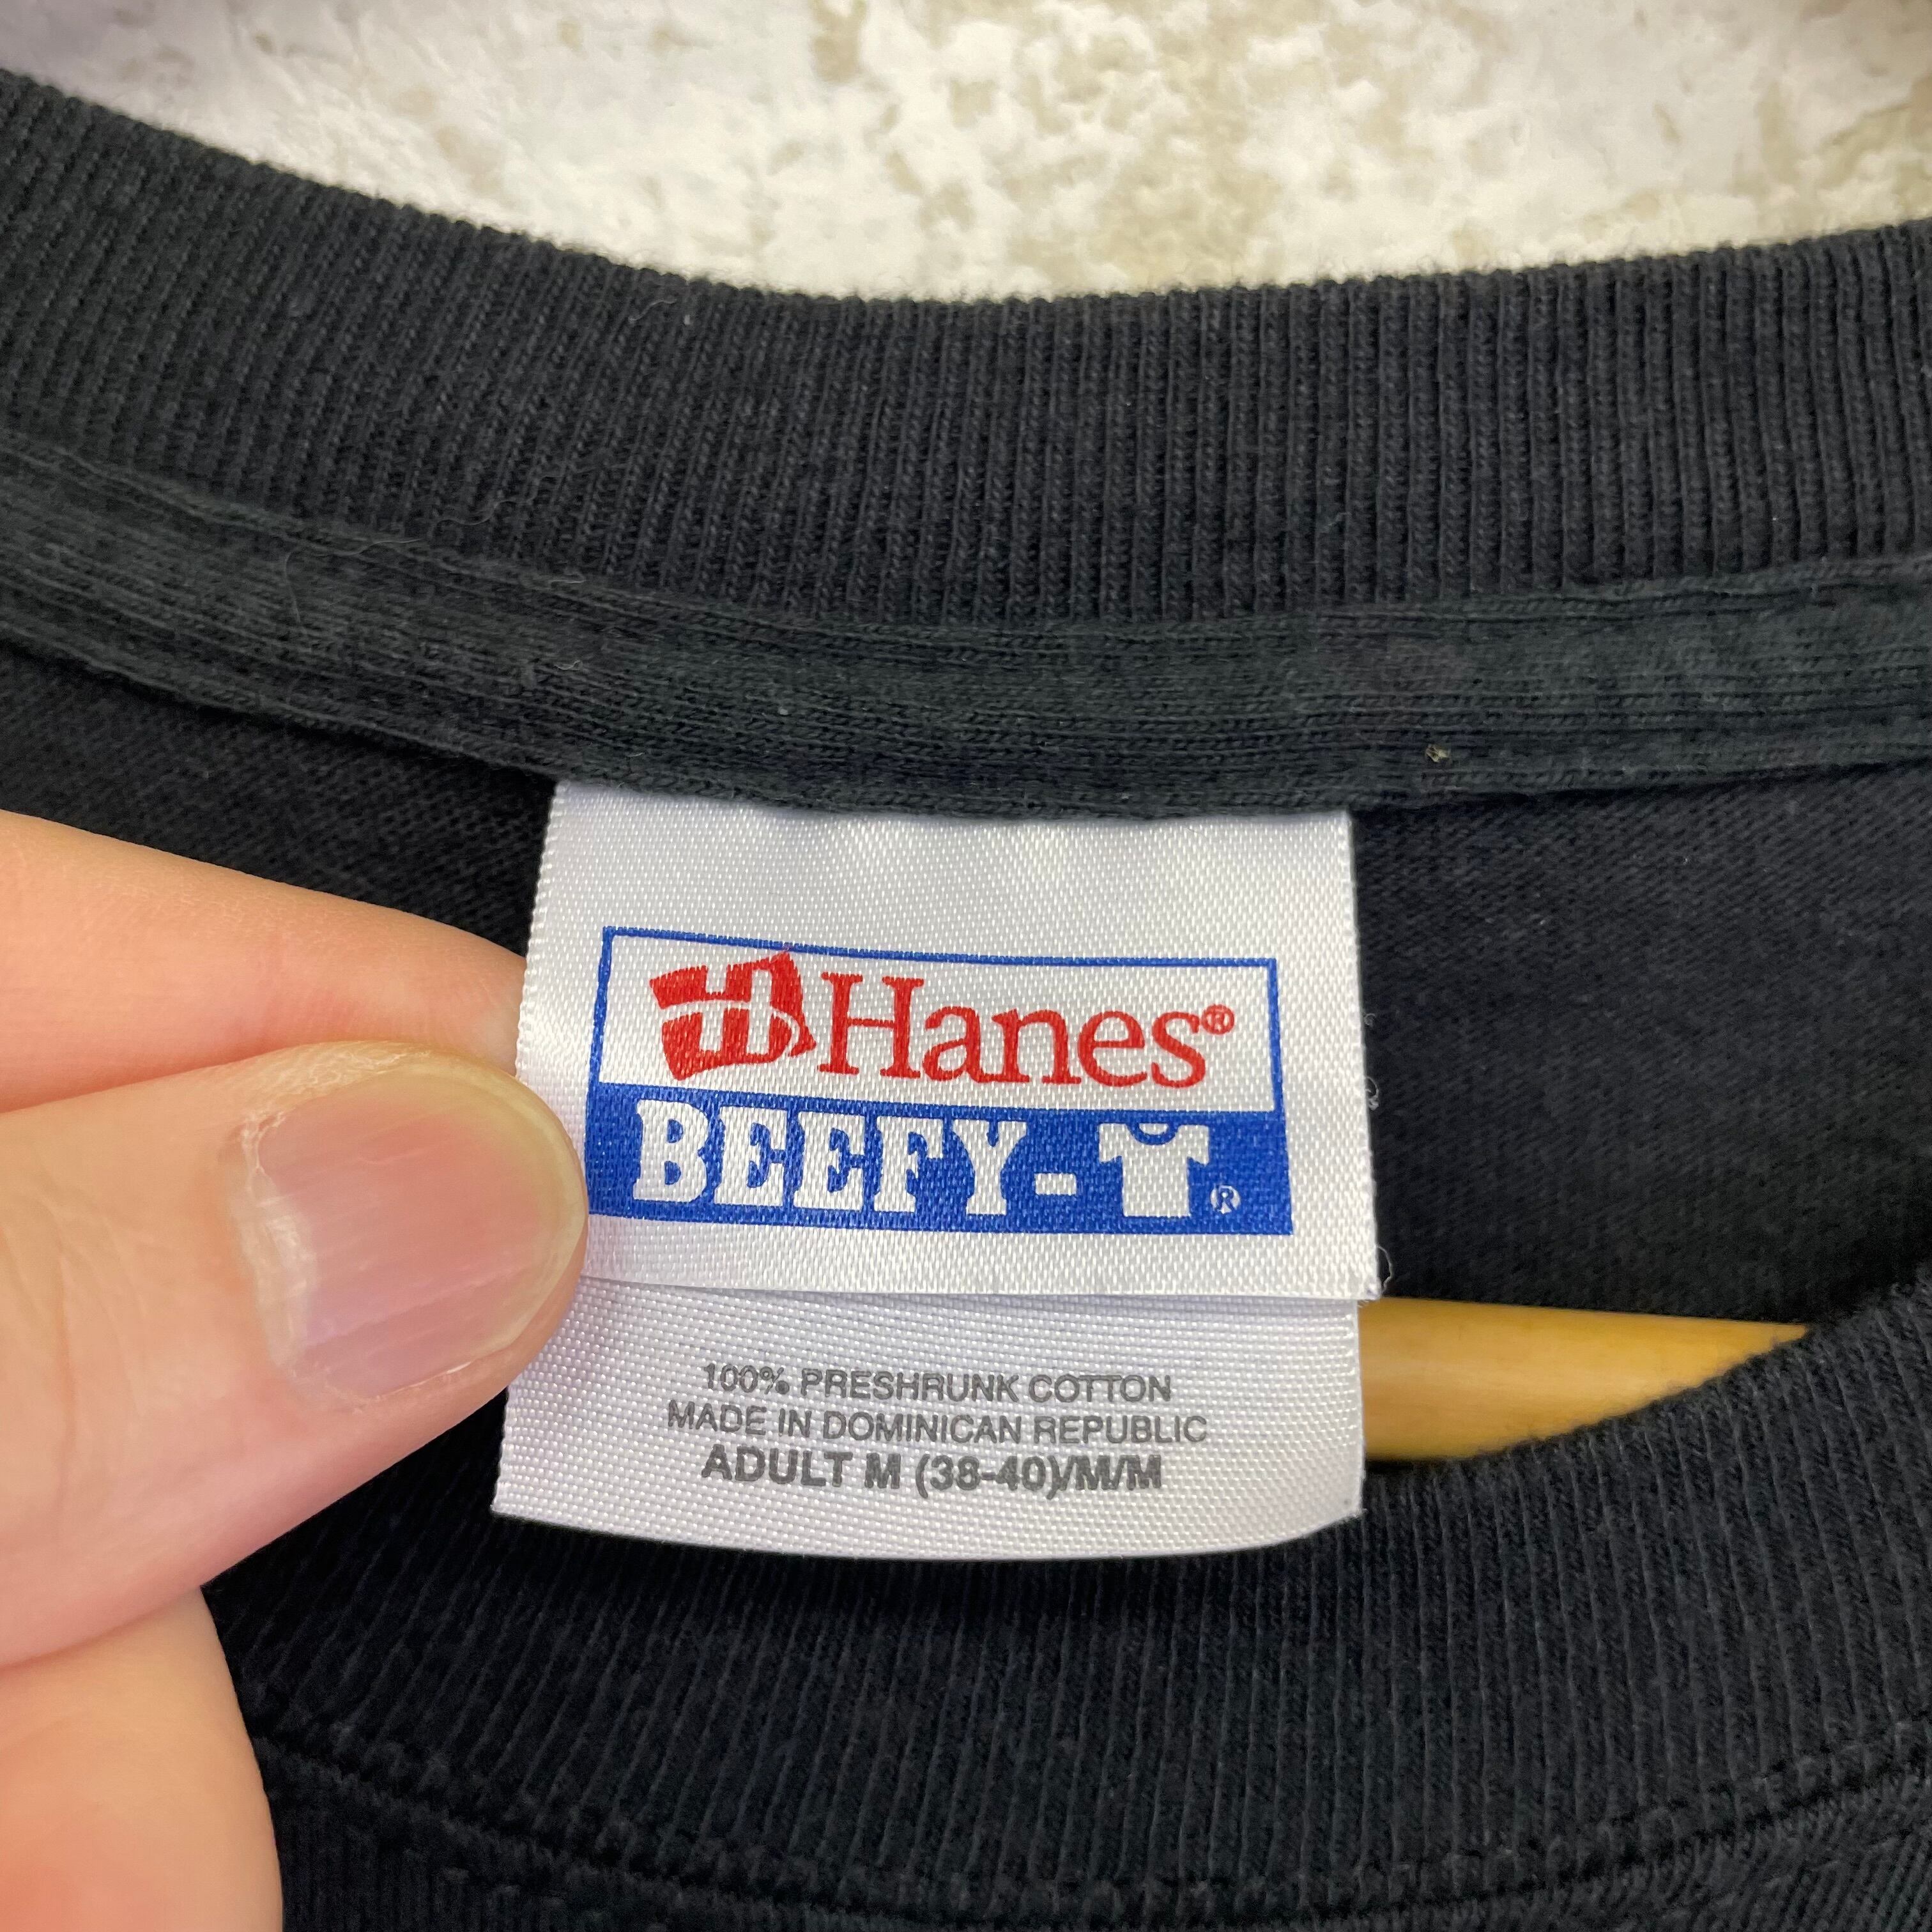 Hanes®
BEEFY-T®
100% PRESHRUNK COTTON
MADE IN DOMINICAN REPUBLIC
ADULT M (38-40)/M/M